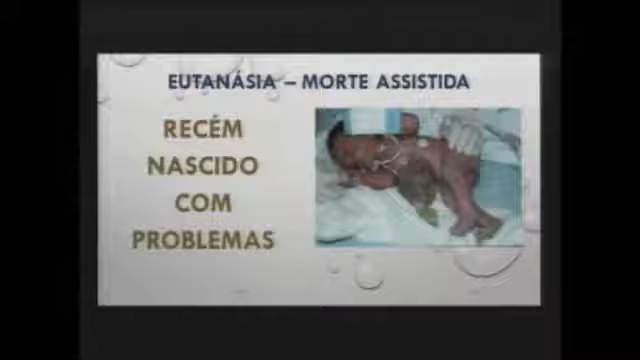 EUTANÁSIA – MORTE ASSISTIDA
RECÉM
NASCIDO
COM
PROBLEMAS